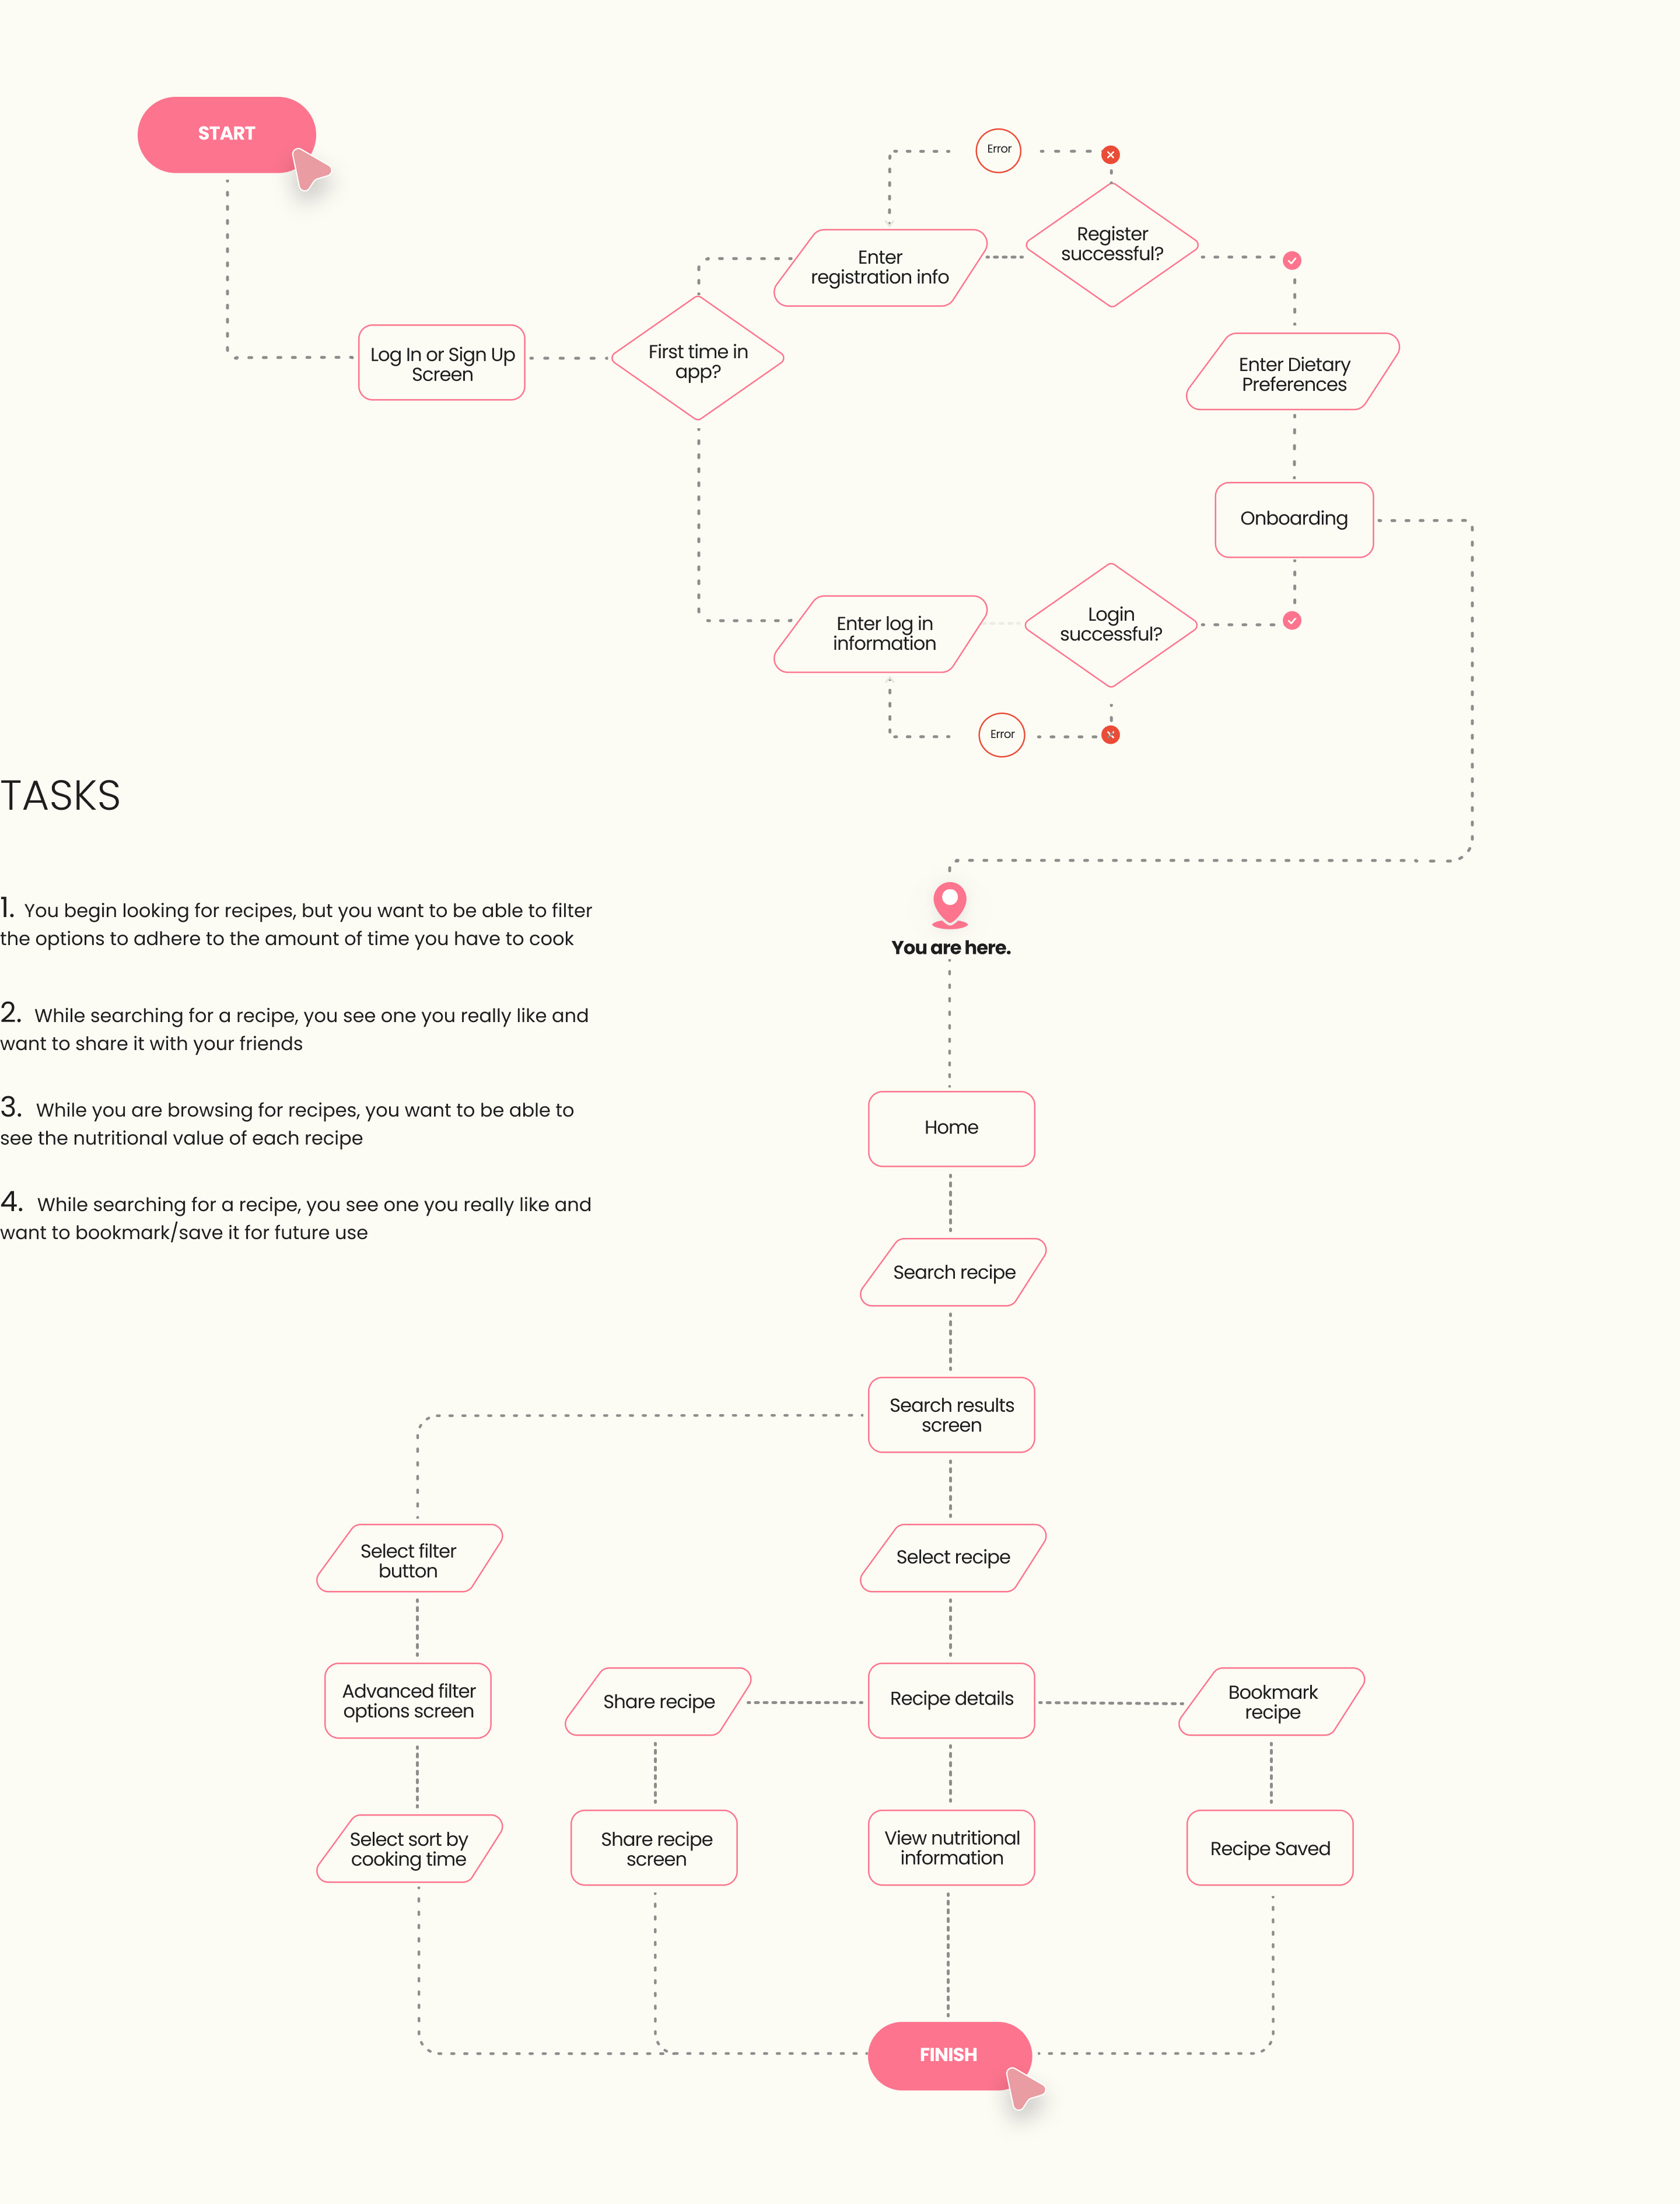 START
Error
Register
successful?
Enter
registration info
Log In or Sign Up
Screen
First time in
app?
Enter Dietary
Preferences
Onboarding
Enter log in
information
Login
successful?
Error
TASKS
1. You begin looking for recipes, but you want to be able to filter
the options to adhere to the amount of time you have to cook
2. While searching for a recipe, you see one you really like and
want to share it with your friends
3. While you are browsing for recipes, you want to be able to
see the nutritional value of each recipe
4. While searching for a recipe, you see one you really like and
want to bookmark/save it for future use
You are here.
Home
Search recipe
Search results
screen
Select filter
button
Select recipe
Advanced filter
options screen
Share recipe
Recipe details
Bookmark
recipe
Select sort by
cooking time
Share recipe
screen
View nutritional
information
Recipe Saved
FINISH